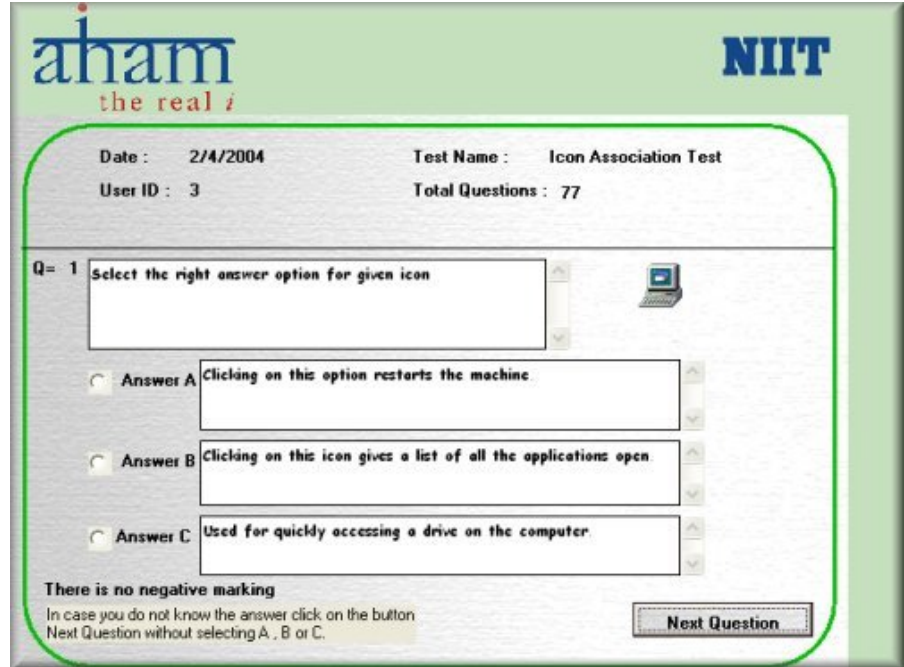 aham
NIIT
the real i
Date : 2/4/2004 Test Name : Icon Association Test
User ID : 3 Total Questions : 77
Q= 1 Select the right answer option for given icon
Answer A Clicking on this option restarts the machine.
Answer B Clicking on this icon gives a list of all the applications open.
Answer C Used for quickly accessing a drive on the computer.
There is no negative marking
In case you do not know the answer click on the button
Next Question without selecting A , B or C.
Next Question